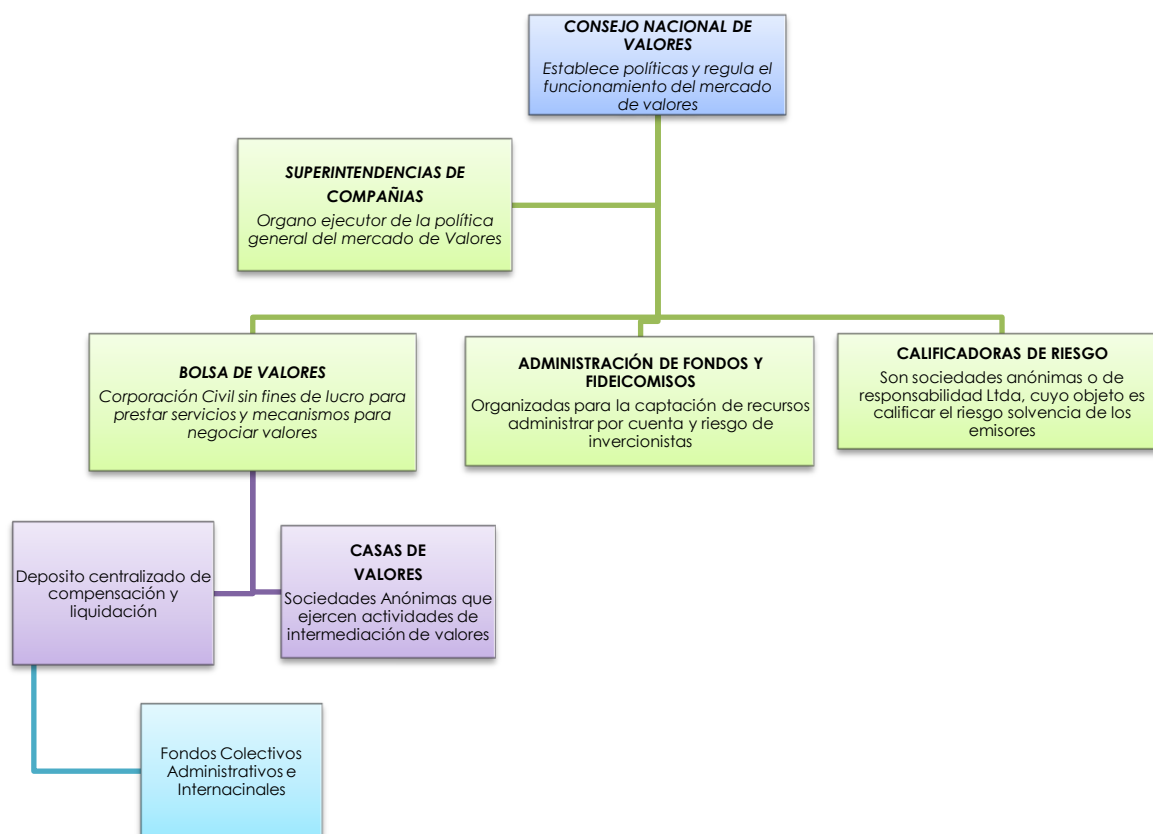 CONSEJO NACIONAL DE
VALORES
Establece políticas y regula el
funcionamiento del mercado
de valores
SUPERINTENDENCIAS DE
COMPAÑIAS
Organo ejecutor de la política
general del mercado de Valores
BOLSA DE VALORES
Corporación Civil sin fines de lucro para
prestar servicios y mecanismos para
negociar valores
ADMINISTRACIÓN DE FONDOS Y
FIDEICOMISOS
Organizadas para la captación de recursos
administrar por cuenta y riesgo de
invercionistas
CALIFICADORAS DE RIESGO
Son sociedades anónimas o de
responsabilidad Ltda, cuyo objeto es
calificar el riesgo solvencia de los
emisores
Deposito centralizado de
compensación y
liquidación
CASAS DE
VALORES
Sociedades Anónimas que
ejercen actividades de
intermediación de valores
Fondos Colectivos
Administrativos e
Internacinales